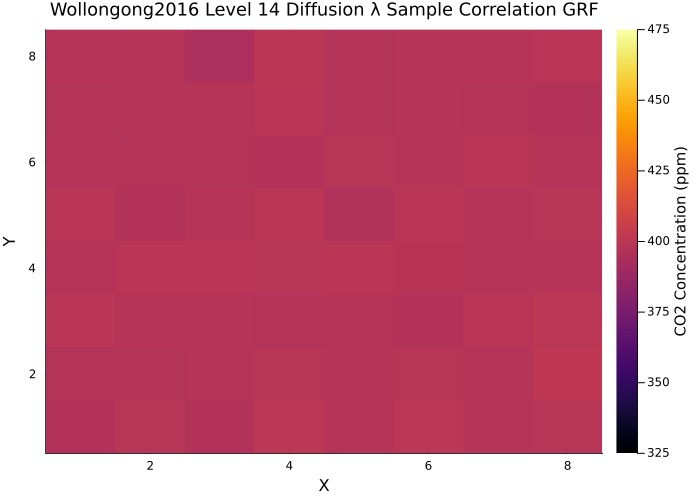 Wollongong2016 Level 14 Diffusion λ Sample Correlation GRF
8
6
4
2
Y
2 4 6 8
X
475
450
425
400
375
350
325
CO2 Concentration (ppm)